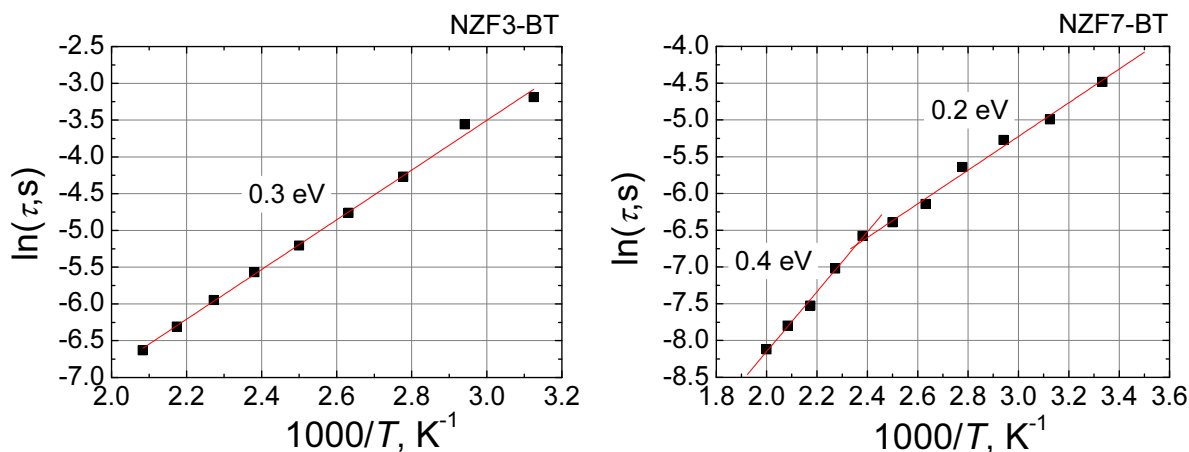 NZF3-BT
-2.5
-3.0
-3.5
-4.0
-4.5
-5.0
-5.5
-6.0
-6.5
-7.0
ln(τ,s)
0.3 eV
2.0 2.2 2.4 2.6 2.8 3.0 3.2
1000/T, K⁻¹
NZF7-BT
-4.0
-4.5
-5.0
-5.5
-6.0
-6.5
-7.0
-7.5
-8.0
-8.5
ln(τ,s)
0.2 eV
0.4 eV
1.8 2.0 2.2 2.4 2.6 2.8 3.0 3.2 3.4 3.6
1000/T, K⁻¹